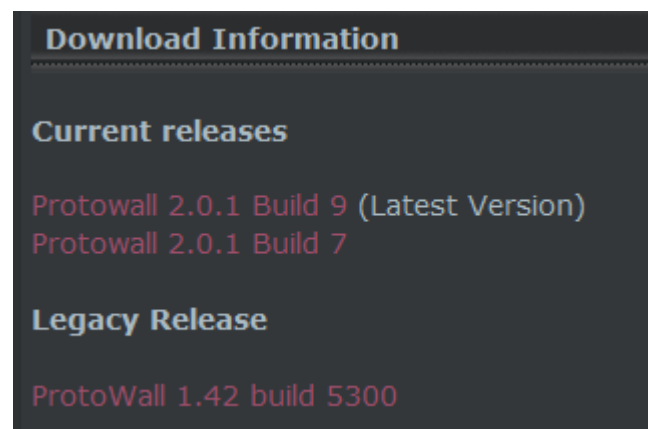 Download Information
Current releases
Protowall 2.0.1 Build 9 (Latest Version)
Protowall 2.0.1 Build 7
Legacy Release
ProtoWall 1.42 build 5300